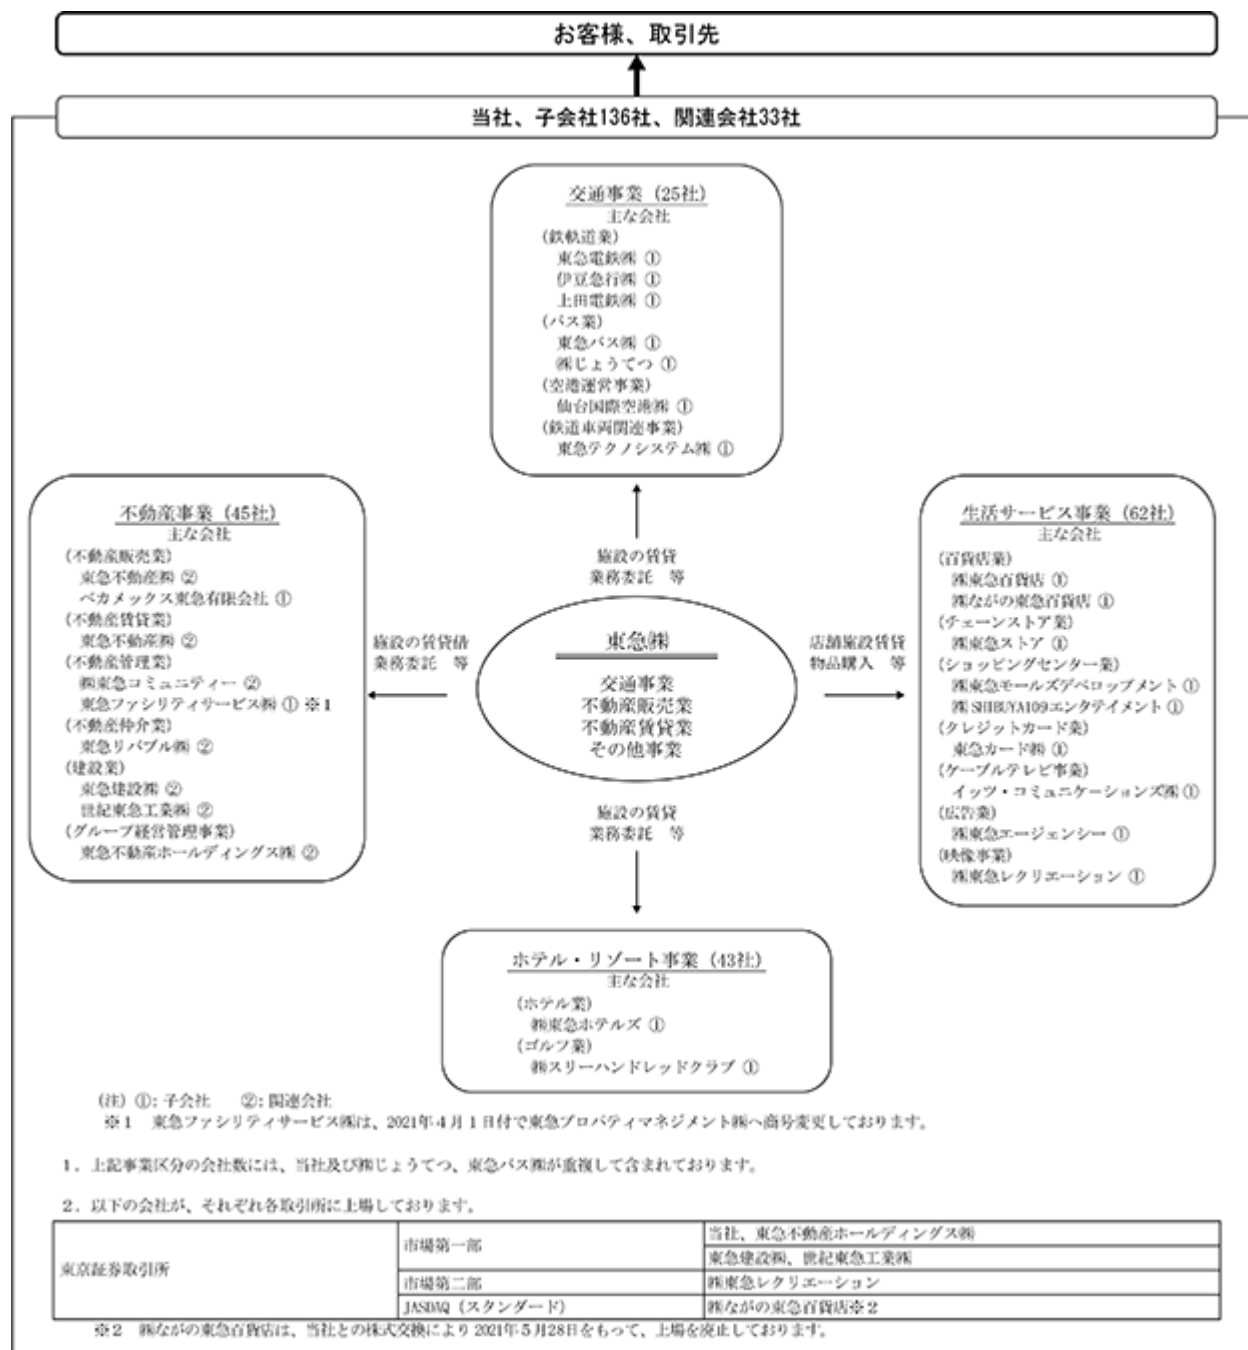 お客様、取引先
当社、子会社136社、関連会社33社
交通事業（25社）
主な会社
（鉄軌道業）
東急電鉄㈱ ①
伊豆急行㈱ ①
上田電鉄㈱ ①
（バス業）
東急バス㈱ ①
㈱じょうてつ ①
（空港運営事業）
仙台国際空港㈱ ①
（鉄道車両関連事業）
東急テクノシステム㈱ ①
不動産事業（45社）
主な会社
（不動産販売業）
東急不動産㈱ ②
ベカメックス東急有限会社 ①
（不動産賃貸業）
東急不動産㈱ ②
（不動産管理業）
㈱東急コミュニティー ②
東急ファシリティサービス㈱ ① ※1
（不動産仲介業）
東急リバブル㈱ ②
（建設業）
東急建設㈱ ②
世紀東急工業㈱ ②
（グループ経営管理事業）
東急不動産ホールディングス㈱ ②
施設の賃貸
業務委託　等
施設の賃貸借
業務委託　等
東急㈱
交通事業
不動産販売業
不動産賃貸業
その他事業
店舗施設賃貸
物品購入　等
施設の賃貸
業務委託　等
生活サービス事業（62社）
主な会社
（百貨店業）
㈱東急百貨店 ①
㈱ながの東急百貨店 ①
（チェーンストア業）
㈱東急ストア ①
（ショッピングセンター業）
㈱東急モールズデベロップメント ①
㈱SHIBUYA109エンタテイメント ①
（クレジットカード業）
東急カード㈱ ①
（ケーブルテレビ事業）
イッツ・コミュニケーションズ㈱ ①
（広告業）
㈱東急エージェンシー ①
（映像事業）
㈱東急レクリエーション ①
ホテル・リゾート事業（43社）
主な会社
（ホテル業）
㈱東急ホテルズ ①
（ゴルフ業）
㈱スリーハンドレッドクラブ ①
（注）①：子会社　②：関連会社
※1　東急ファシリティサービス㈱は、2021年4月1日付で東急プロパティマネジメント㈱へ商号変更しております。
1．上記事業区分の会社数には、当社及び㈱じょうてつ、東急バス㈱が重複して含まれております。
2．以下の会社が、それぞれ各取引所に上場しております。
東京証券取引所
市場第一部
当社、東急不動産ホールディングス㈱
東急建設㈱、世紀東急工業㈱
市場第二部
㈱東急レクリエーション
JASDAQ（スタンダード）
㈱ながの東急百貨店※2
※2　㈱ながの東急百貨店は、当社との株式交換により2021年5月28日をもって、上場を廃止しております。